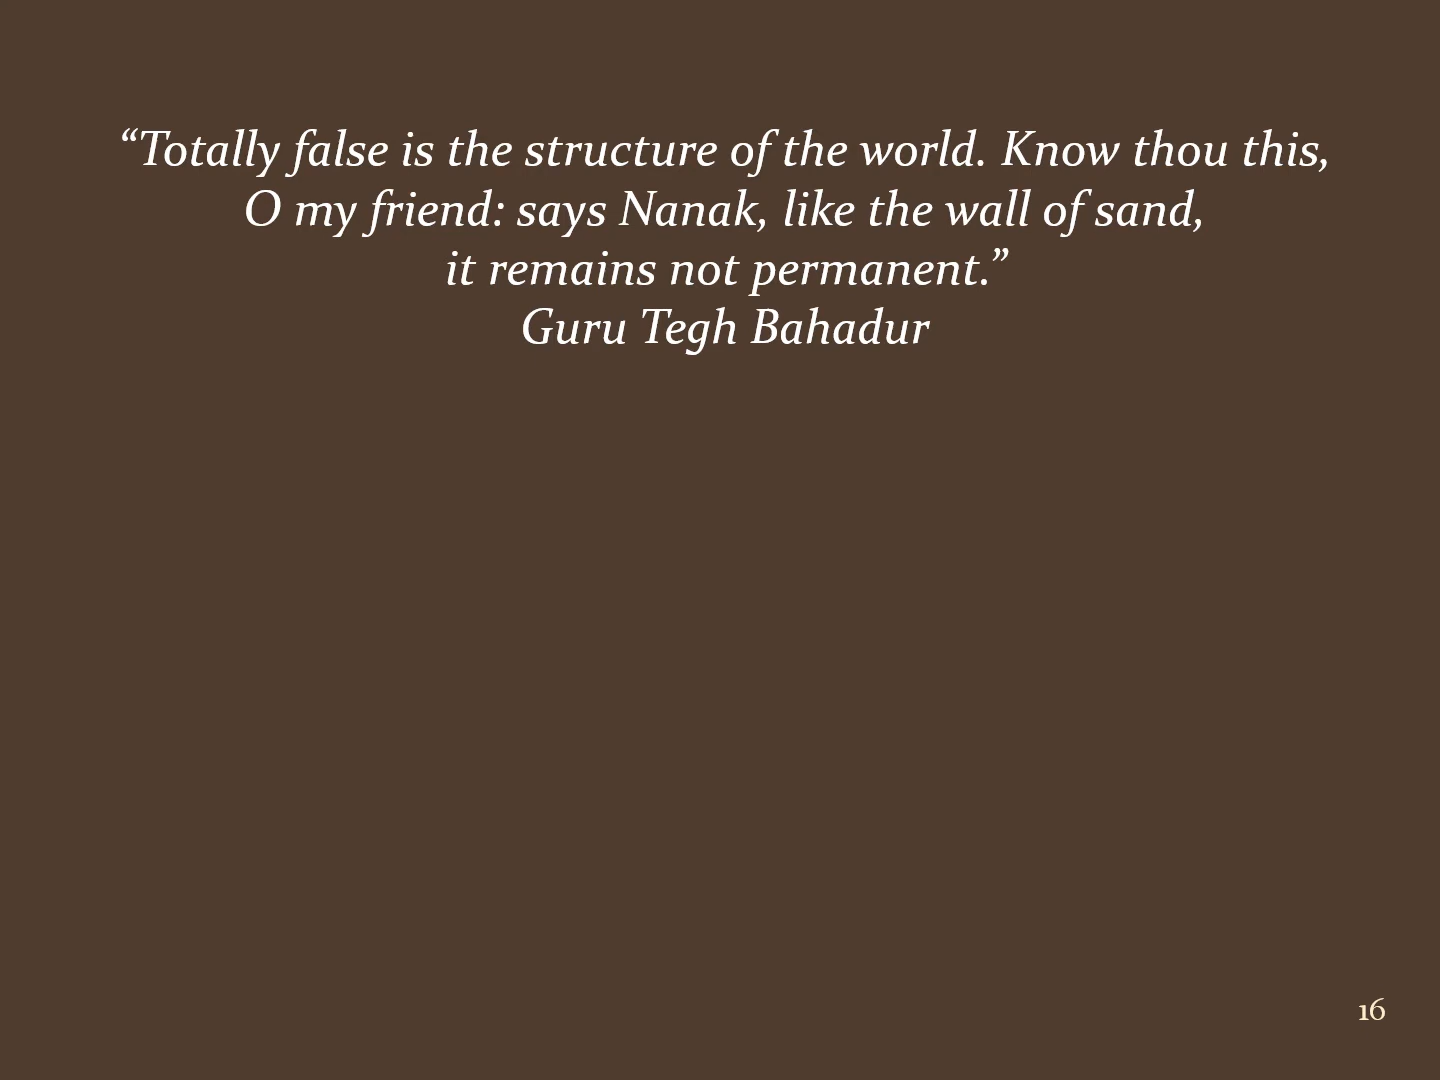 “Totally false is the structure of the world. Know thou this,
O my friend: says Nanak, like the wall of sand,
it remains not permanent.”
Guru Tegh Bahadur
16